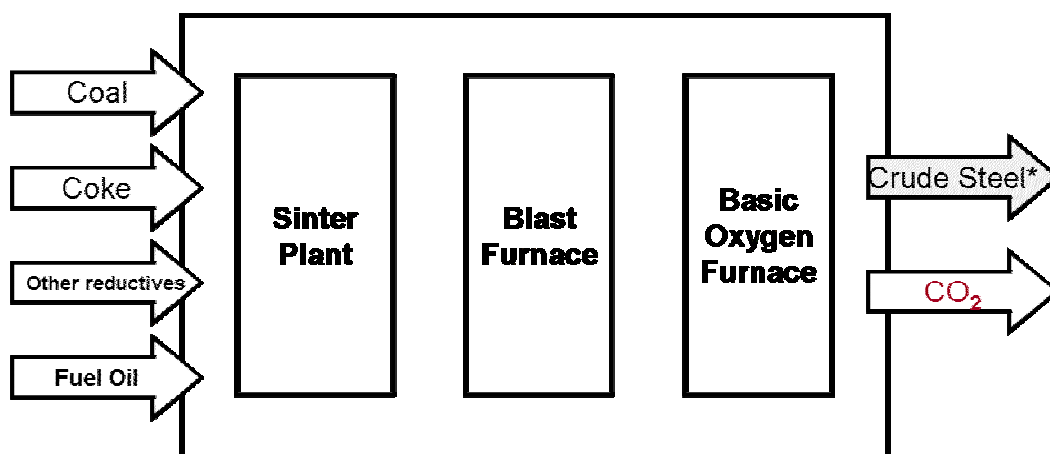 Coal
Coke
Other reductives
Fuel Oil
Sinter
Plant
Blast
Furnace
Basic
Oxygen
Furnace
Crude Steel*
CO₂